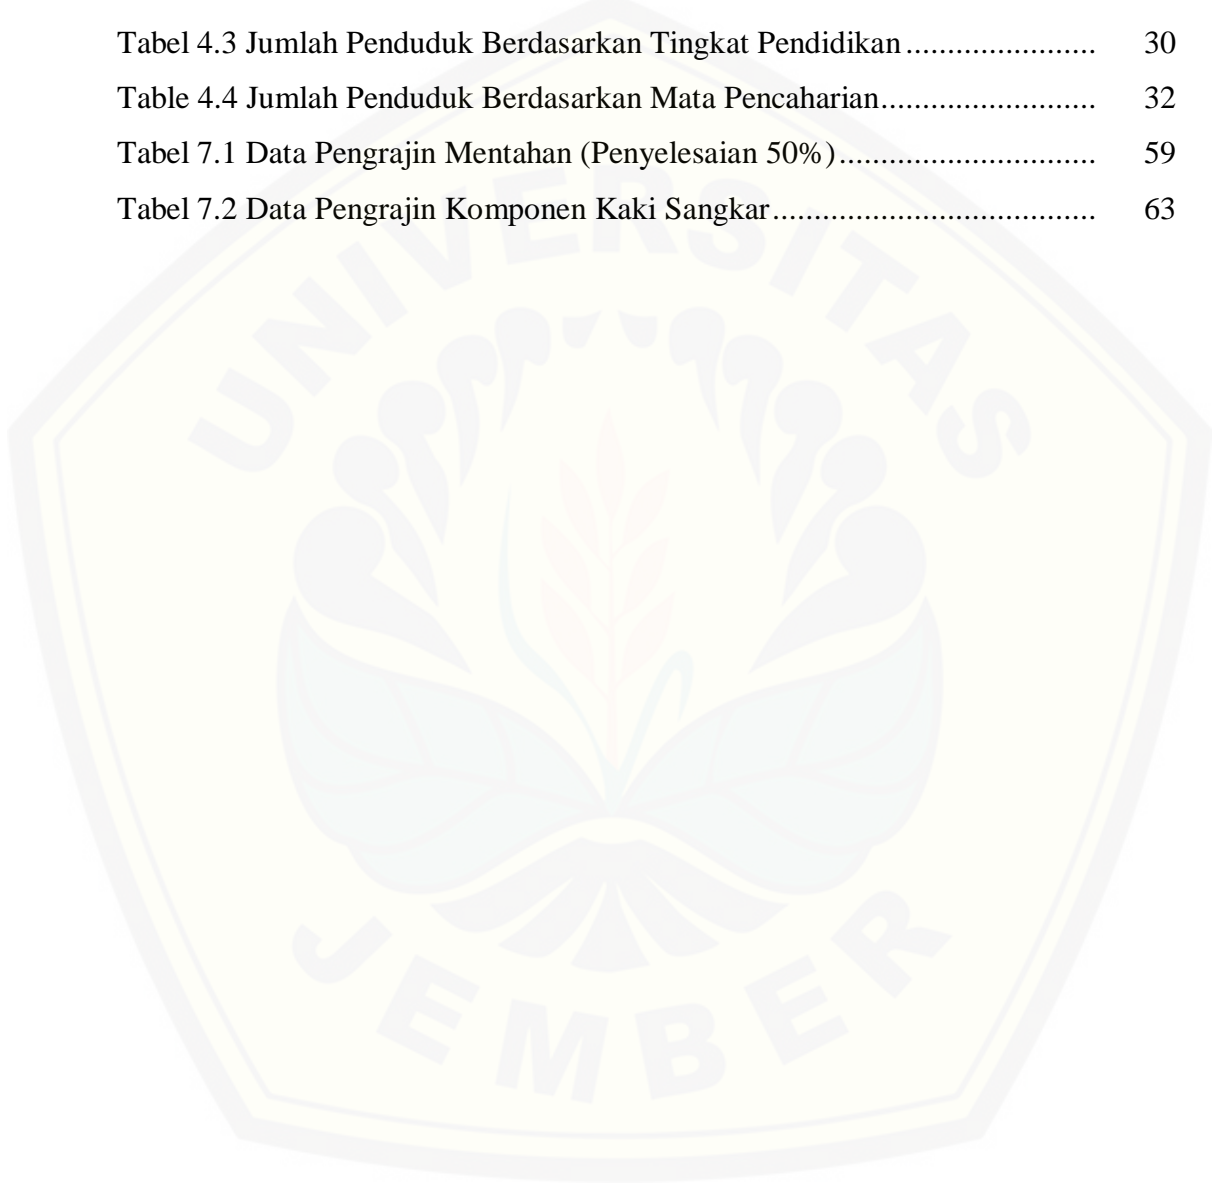 Tabel 4.3 Jumlah Penduduk Berdasarkan Tingkat Pendidikan ....................... 30
Table 4.4 Jumlah Penduduk Berdasarkan Mata Pencaharian.......................... 32
Tabel 7.1 Data Pengrajin Mentahan (Penyelesaian 50%)............................... 59
Tabel 7.2 Data Pengrajin Komponen Kaki Sangkar....................................... 63
UNIVERSITAS
JEMBER